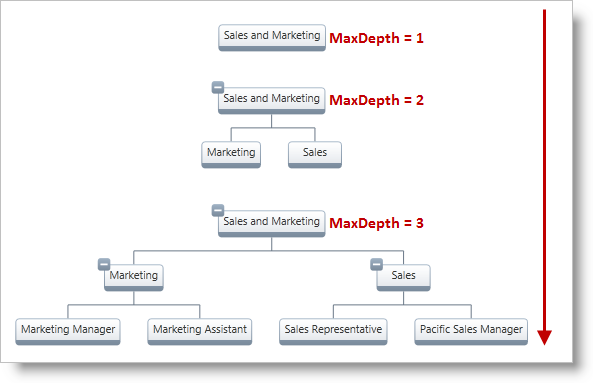 Sales and Marketing MaxDepth = 1
Sales and Marketing MaxDepth = 2
Marketing Sales
Sales and Marketing MaxDepth = 3
Marketing Sales
Marketing Manager Marketing Assistant Sales Representative Pacific Sales Manager